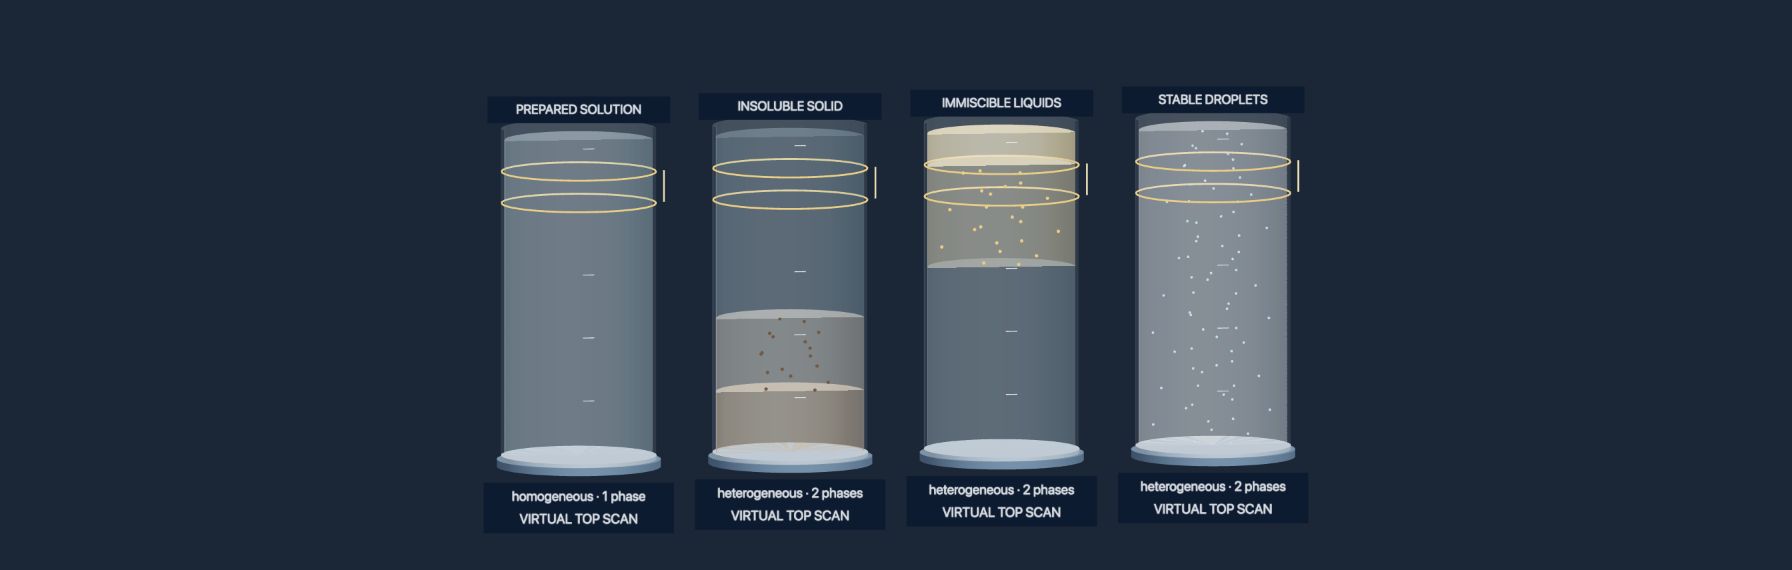 PREPARED SOLUTION
homogeneous · 1 phase
VIRTUAL TOP SCAN
INSOLUBLE SOLID
heterogeneous · 2 phases
VIRTUAL TOP SCAN
IMMISCIBLE LIQUIDS
heterogeneous · 2 phases
VIRTUAL TOP SCAN
STABLE DROPLETS
heterogeneous · 2 phases
VIRTUAL TOP SCAN